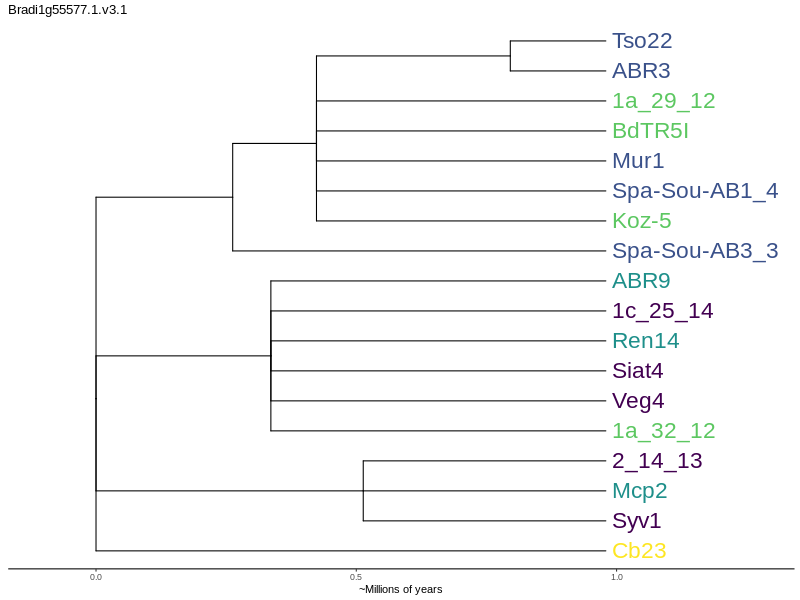 Bradi1g55577.1.v3.1
Tso22
ABR3
1a_29_12
BdTR5I
Mur1
Spa-Sou-AB1_4
Koz-5
Spa-Sou-AB3_3
ABR9
1c_25_14
Ren14
Siat4
Veg4
1a_32_12
2_14_13
Mcp2
Syv1
Cb23
0.0 0.5 1.0
~Millions of years